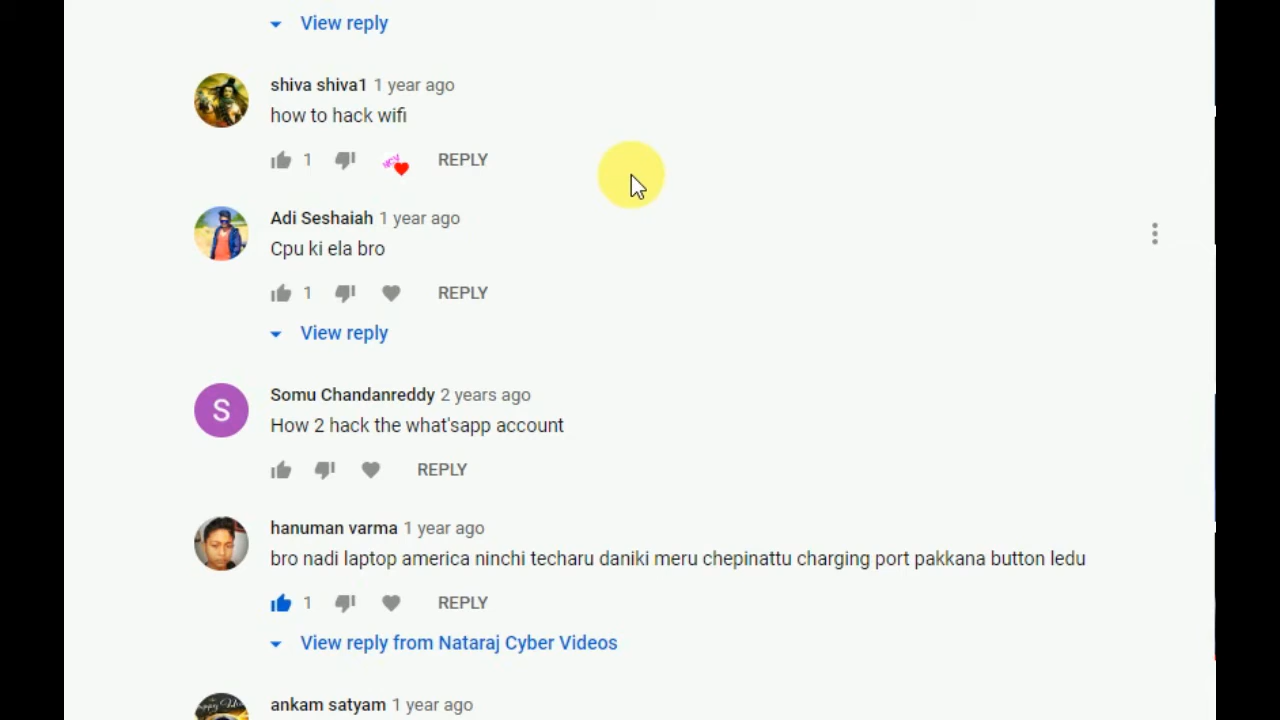 View reply
shiva shiva1 1 year ago
how to hack wifi
1 REPLY
Adi Seshaiah 1 year ago
Cpu ki ela bro
1 REPLY
View reply
S
Somu Chandanreddy 2 years ago
How 2 hack the what'sapp account
REPLY
hanuman varma 1 year ago
bro nadi laptop america ninchi techaru daniki meru chepinattu charging port pakkana button ledu
1 REPLY
View reply from Nataraj Cyber Videos
ankam satyam 1 year ago